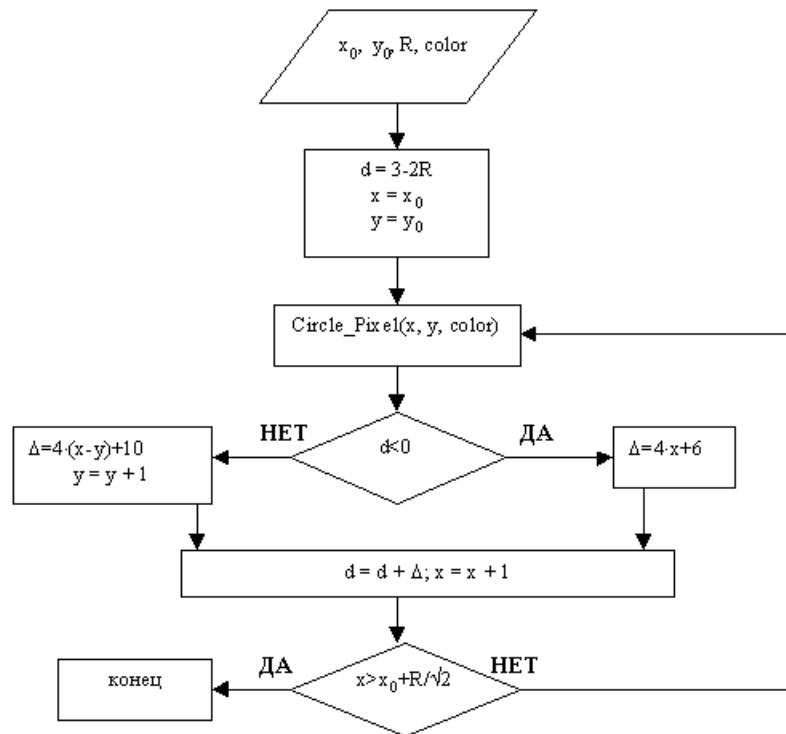 x₀, y₀, R, color
d = 3-2R
x = x₀
y = y₀
Circle_Pixel(x, y, color)
НЕТ
d<0
ДА
Δ=4·(x-y)+10
y = y + 1
Δ=4·x+6
d = d + Δ; x = x + 1
конец
ДА
x>x₀+R/√2
НЕТ